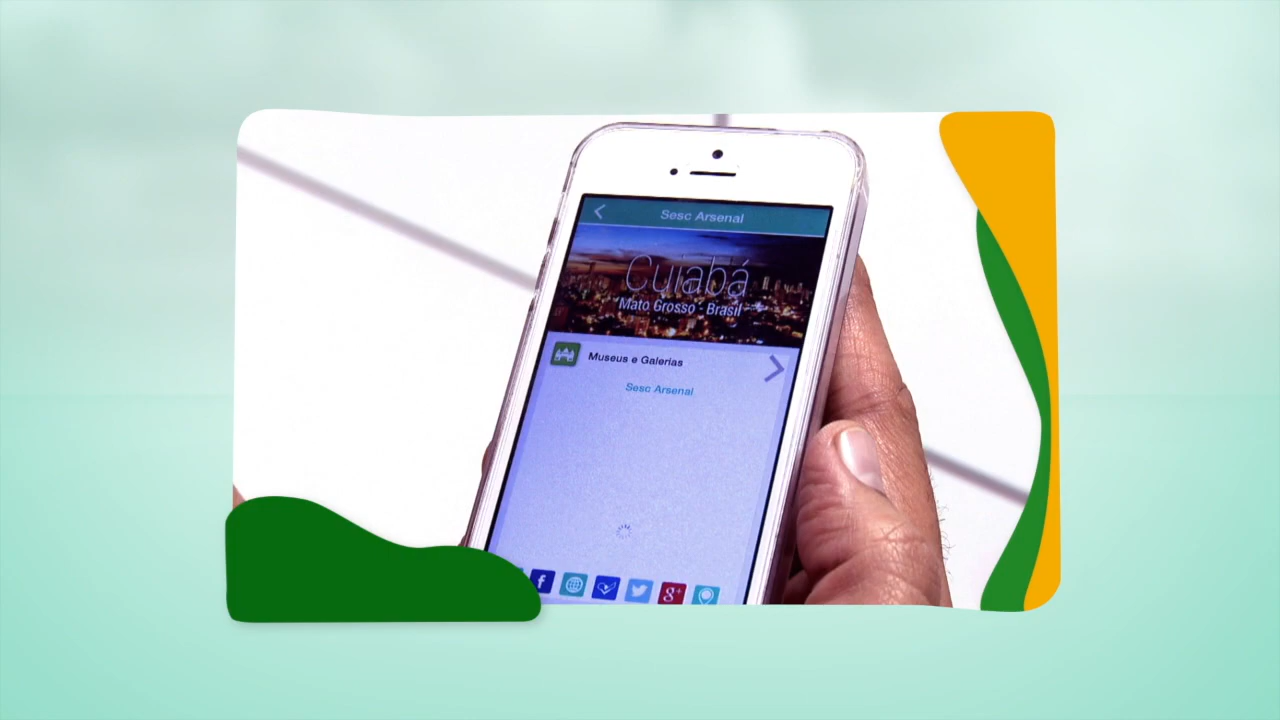 Sesc Arsenal
Cuiabá
Mato Grosso - Brasil
Museus e Galerias
Sesc Arsenal
f
g+